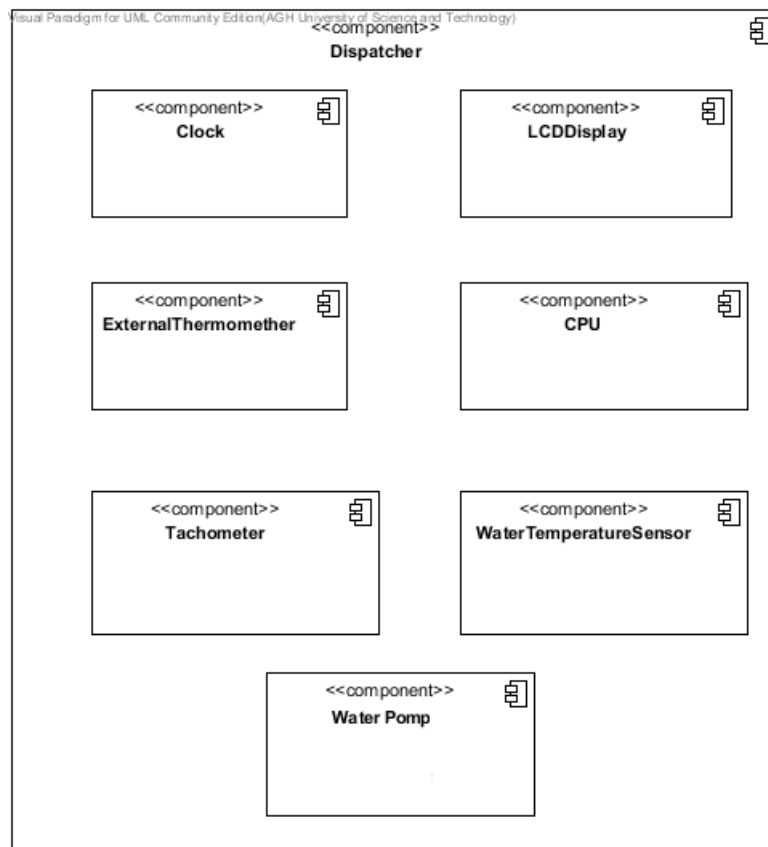 Visual Paradigm for UML Community Edition(AGH University of Science and Technology)
<<component>>
Dispatcher
<<component>>
Clock
<<component>>
LCDDisplay
<<component>>
ExternalThermomether
<<component>>
CPU
<<component>>
Tachometer
<<component>>
WaterTemperatureSensor
<<component>>
Water Pomp